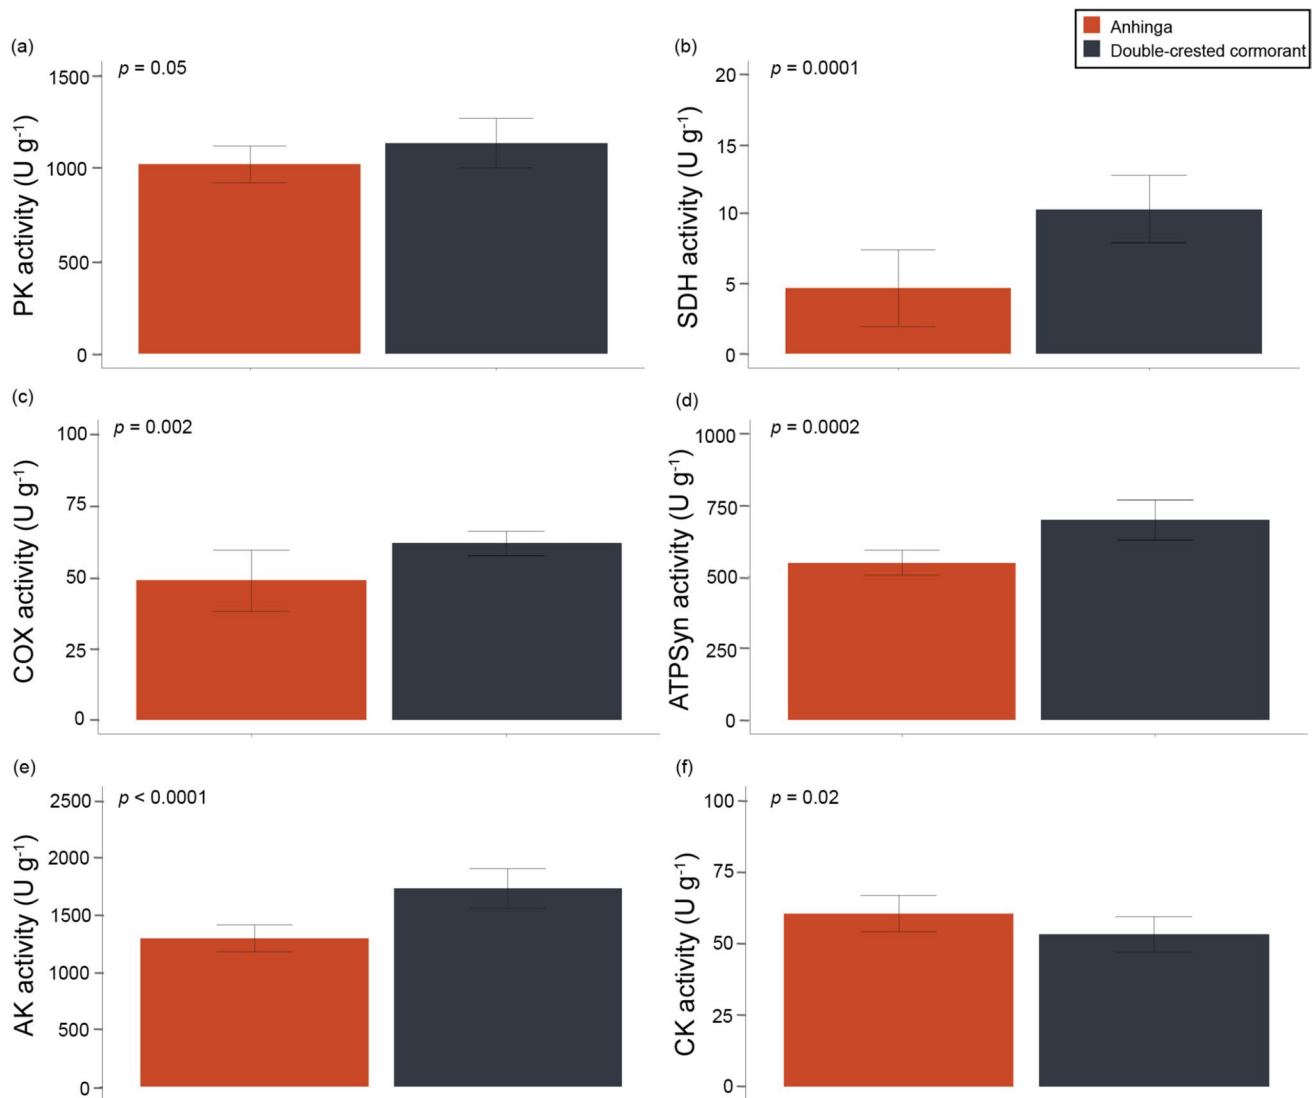 Anhinga
Double-crested cormorant
(a)
p = 0.05
PK activity (U g⁻¹)
1500
1000
500
0
(b)
p = 0.0001
SDH activity (U g⁻¹)
20
15
10
5
0
(c)
p = 0.002
COX activity (U g⁻¹)
100
75
50
25
0
(d)
p = 0.0002
ATPSyn activity (U g⁻¹)
1000
750
500
250
0
(e)
p < 0.0001
AK activity (U g⁻¹)
2500
2000
1500
1000
500
0
(f)
p = 0.02
CK activity (U g⁻¹)
100
75
50
25
0